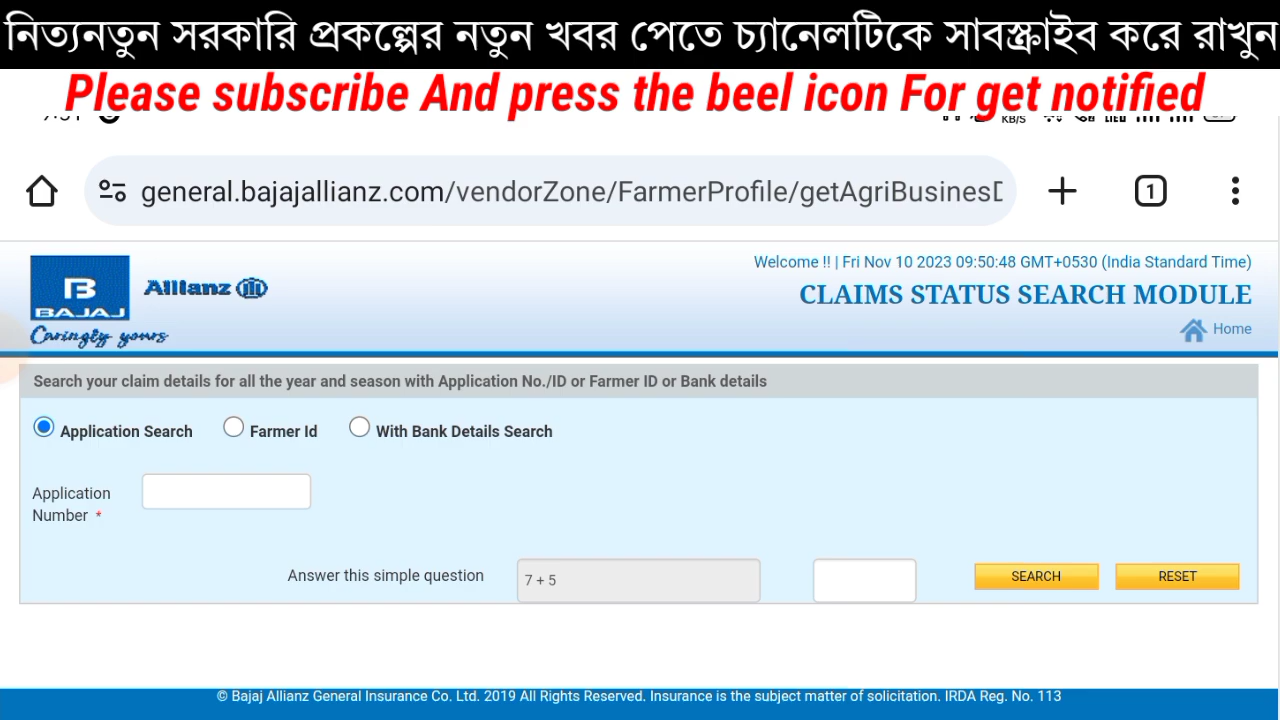 নিত্যনতুন সরকারি প্রকল্পের নতুন খবর পেতে চ্যানেলটিকে সাবস্ক্রাইব করে রাখুন
Please subscribe And press the beel icon For get notified
KB/S
general.bajajallianz.com/vendorZone/FarmerProfile/getAgriBusines
1
Welcome !! | Fri Nov 10 2023 09:50:48 GMT+0530 (India Standard Time)
B
BAJAJ
Allianz
CLAIMS STATUS SEARCH MODULE
Caringly yours
Home
Search your claim details for all the year and season with Application No./ID or Farmer ID or Bank details
Application Search Farmer Id With Bank Details Search
Application
Number *
Answer this simple question 7 + 5 SEARCH RESET
© Bajaj Allianz General Insurance Co. Ltd. 2019 All Rights Reserved. Insurance is the subject matter of solicitation. IRDA Reg. No. 113